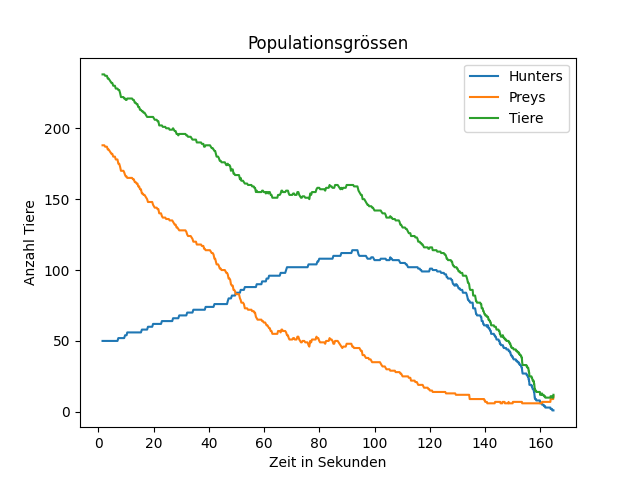 Populationsgrössen
Hunters
Preys
Tiere
Anzahl Tiere
200
150
100
50
0
0 20 40 60 80 100 120 140 160
Zeit in Sekunden